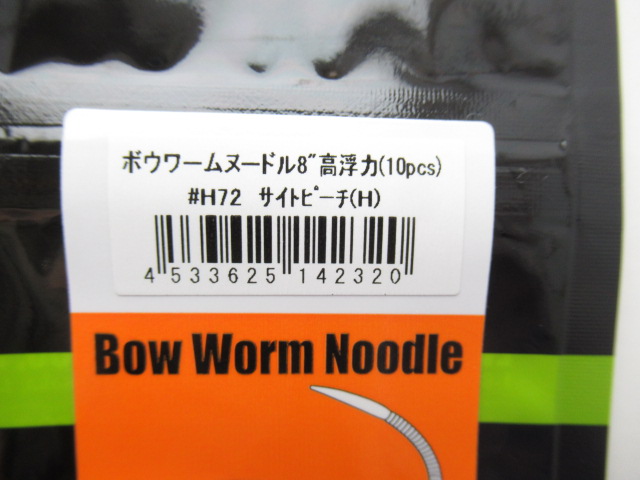 ボウワームヌードル8"高浮力(10pcs)
#H72 サイトピーチ(H)
4 533625 142320
Bow Worm Noodle